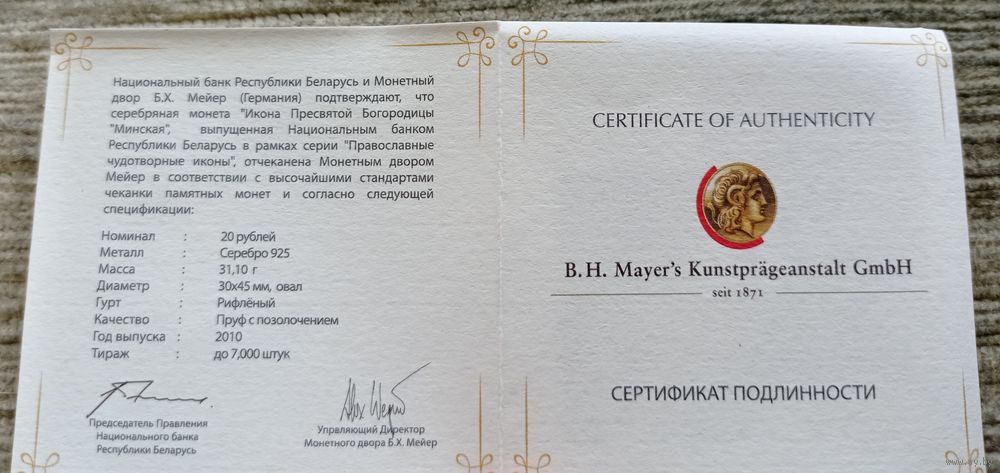 Национальный банк Республики Беларусь и Монетный
двор Б.Х. Мейер (Германия) подтверждают, что
серебряная монета "Икона Пресвятой Богородицы
"Минская", выпущенная Национальным банком
Республики Беларусь в рамках серии "Православные
чудотворные иконы", отчеканена Монетным двором
Мейер в соответствии с высочайшими стандартами
чеканки памятных монет и согласно следующей
спецификации:
Номинал : 20 рублей
Металл : Серебро 925
Масса : 31,10 г
Диаметр : 30х45 мм, овал
Гурт : Рифлёный
Качество : Пруф с позолочением
Год выпуска : 2010
Тираж : до 7,000 штук
Председатель Правления
Национального банка
Республики Беларусь
Упрвляющий Директор
Монетного двора Б.Х. Мейер
CERTIFICATE OF AUTHENTICITY
B.H. Mayer's Kunstprägeanstalt GmbH
seit 1871
СЕРТИФИКАТ ПОДЛИННОСТИ